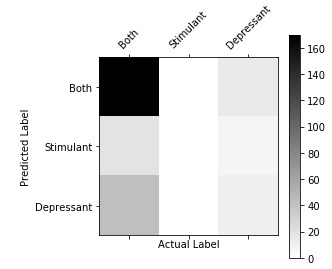 Both
Stimulant
Depressant
Predicted Label
Both
Stimulant
Depressant
Actual Label
160
140
120
100
80
60
40
20
0